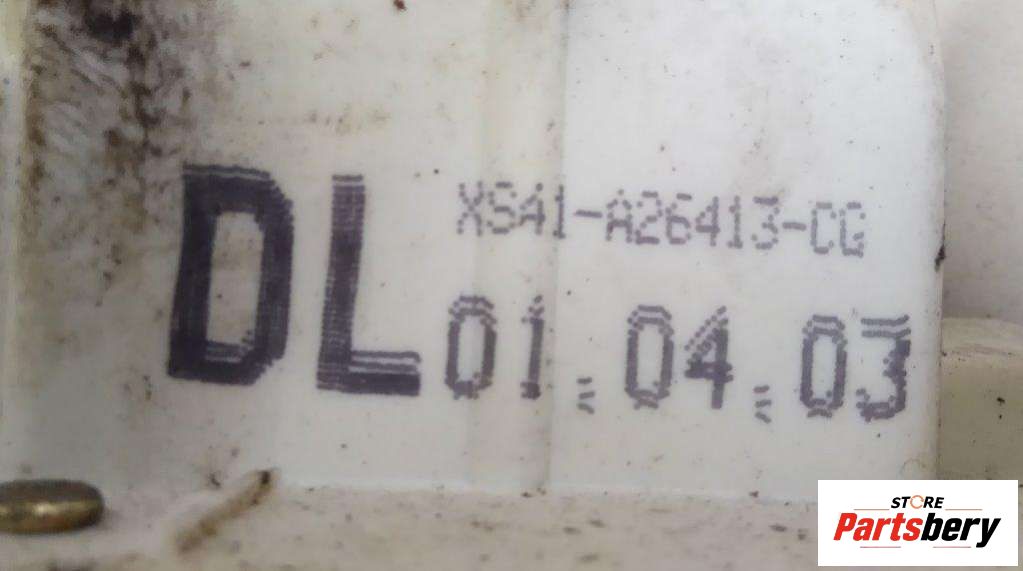 DL XS41-A26413-CG
01.04.03
STORE
Partsbery